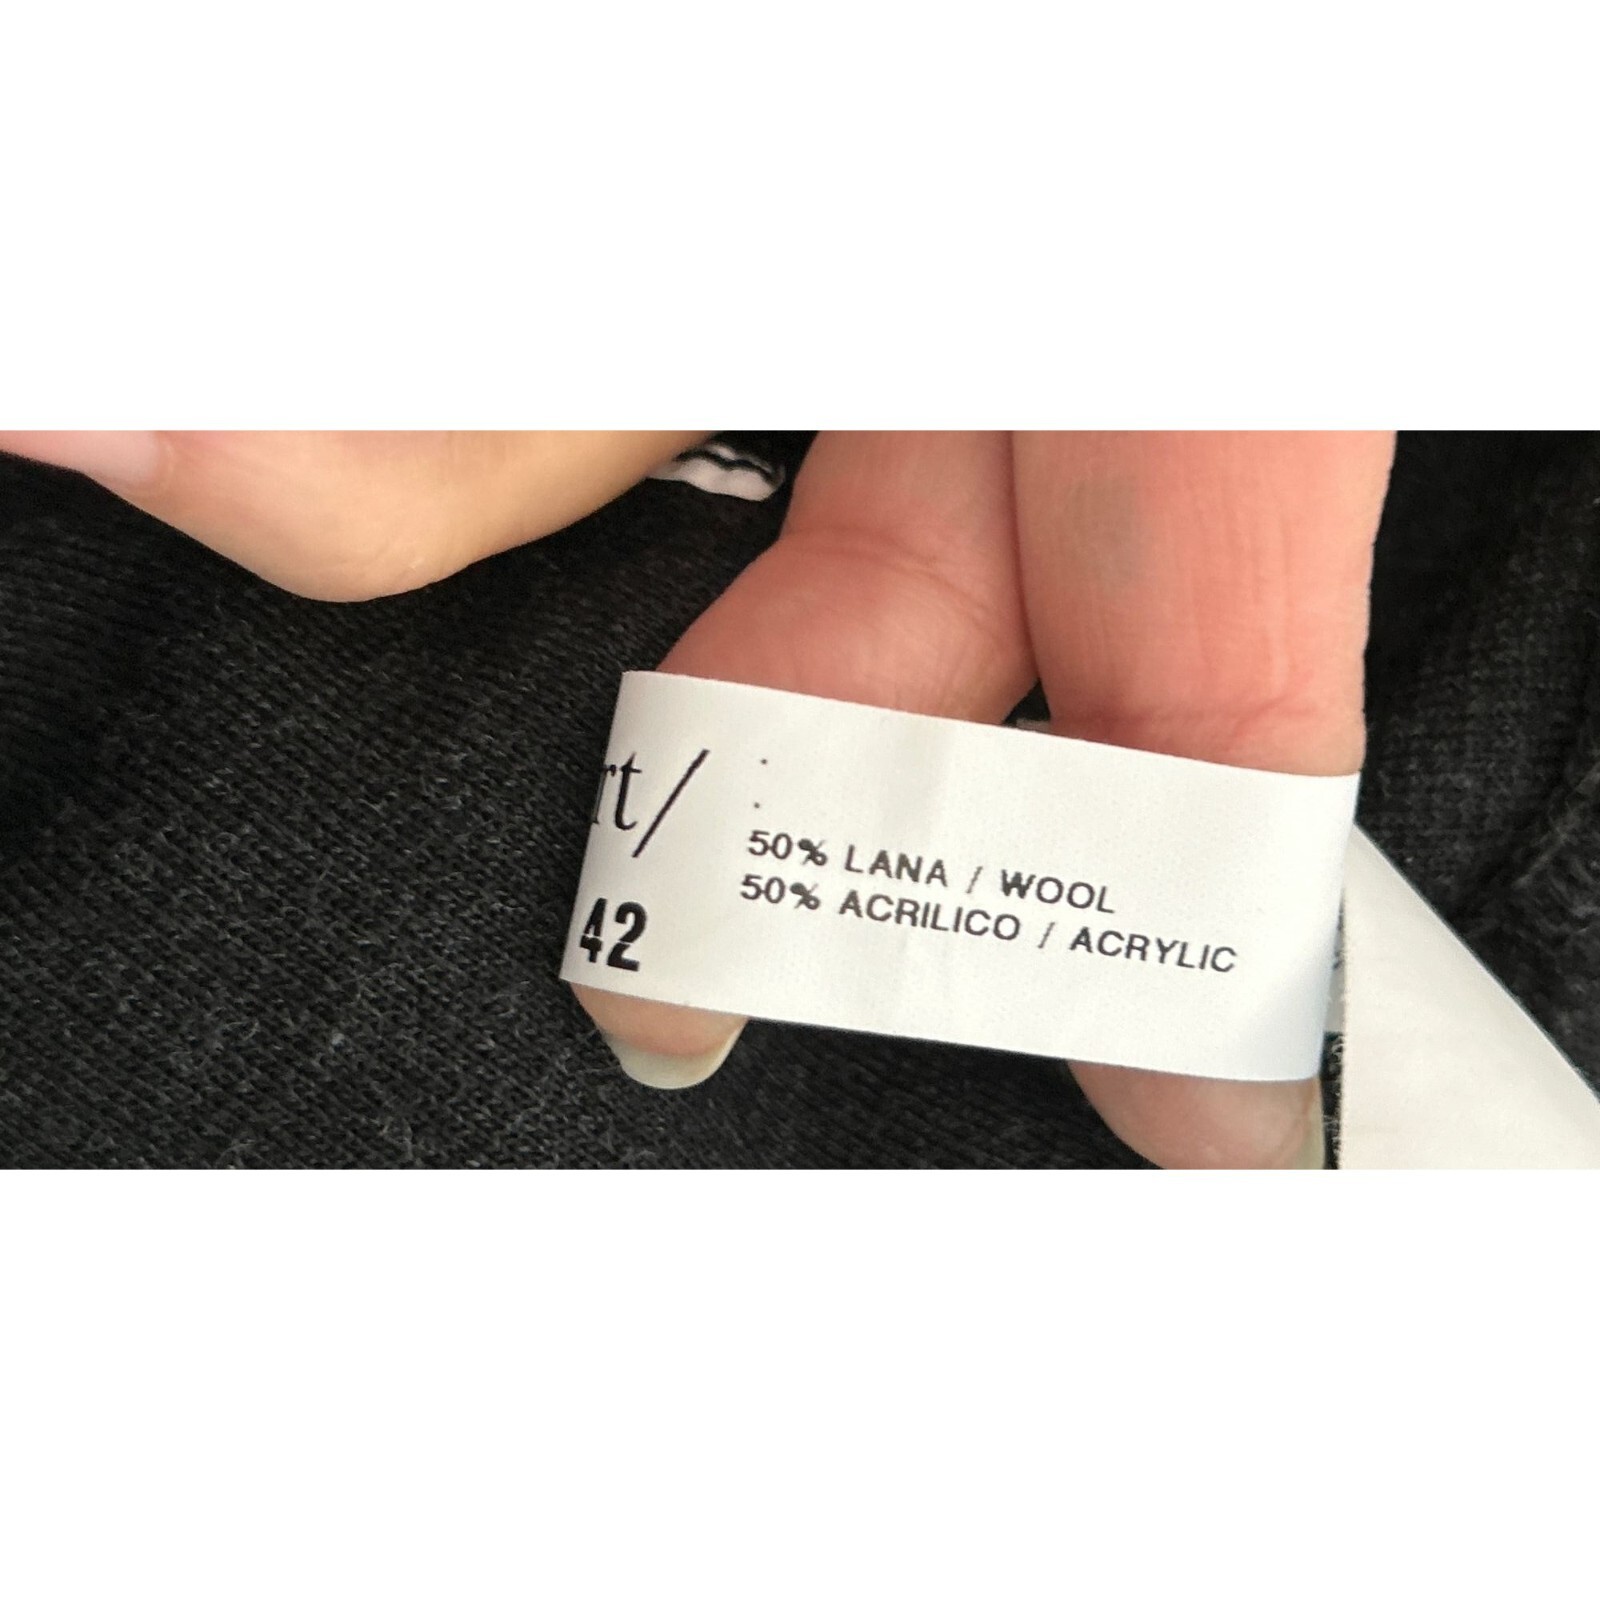 rt/
50% LANA / WOOL
50% ACRILICO / ACRYLIC
42